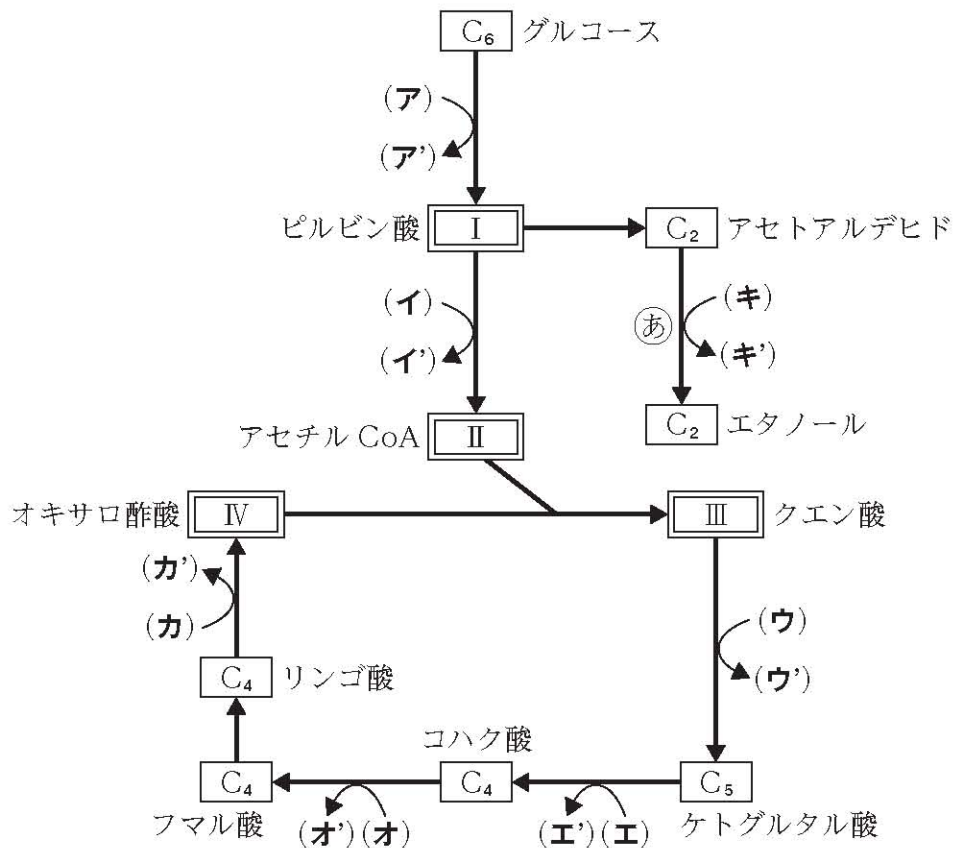 C₆ グルコース
(ア)
(ア')
ピルビン酸 Ⅰ C₂ アセトアルデヒド
(イ) (キ)
あ
(イ') (キ')
アセチル CoA Ⅱ C₂ エタノール
オキサロ酢酸 Ⅳ Ⅲ クエン酸
(カ')
(カ) (ウ)
(ウ')
C₄ リンゴ酸
コハク酸
C₄ C₄ C₅
フマル酸 (オ')(オ) (エ')(エ) ケトグルタル酸